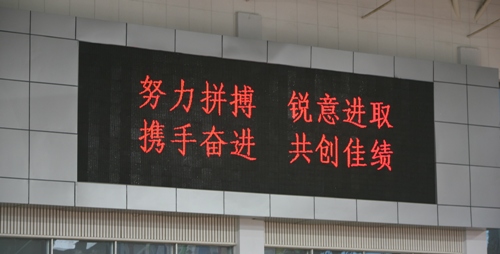 努力拼搏 锐意进取
携手奋进 共创佳绩